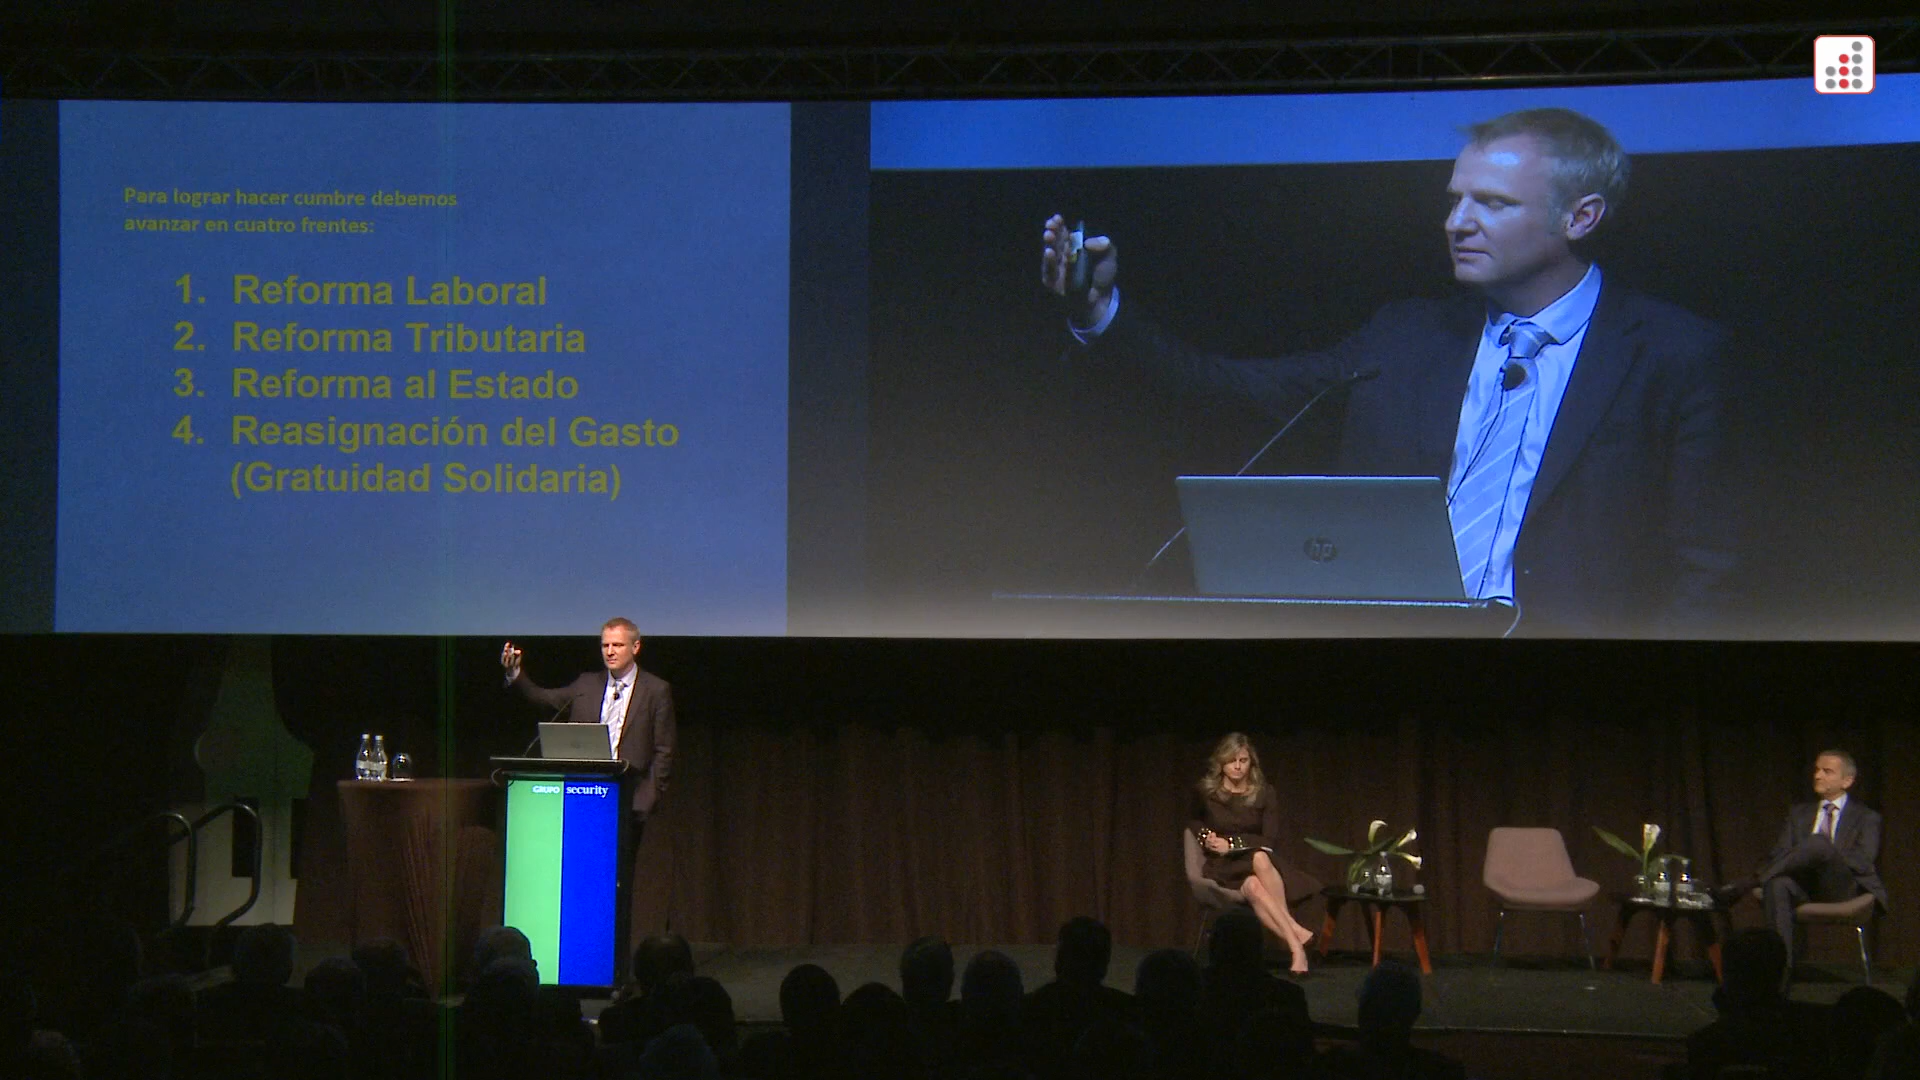 Para lograr hacer cumbre debemos
avanzar en cuatro frentes:
1. Reforma Laboral
2. Reforma Tributaria
3. Reforma al Estado
4. Reasignación del Gasto
(Gratuidad Solidaria)
hp
GRUPO security